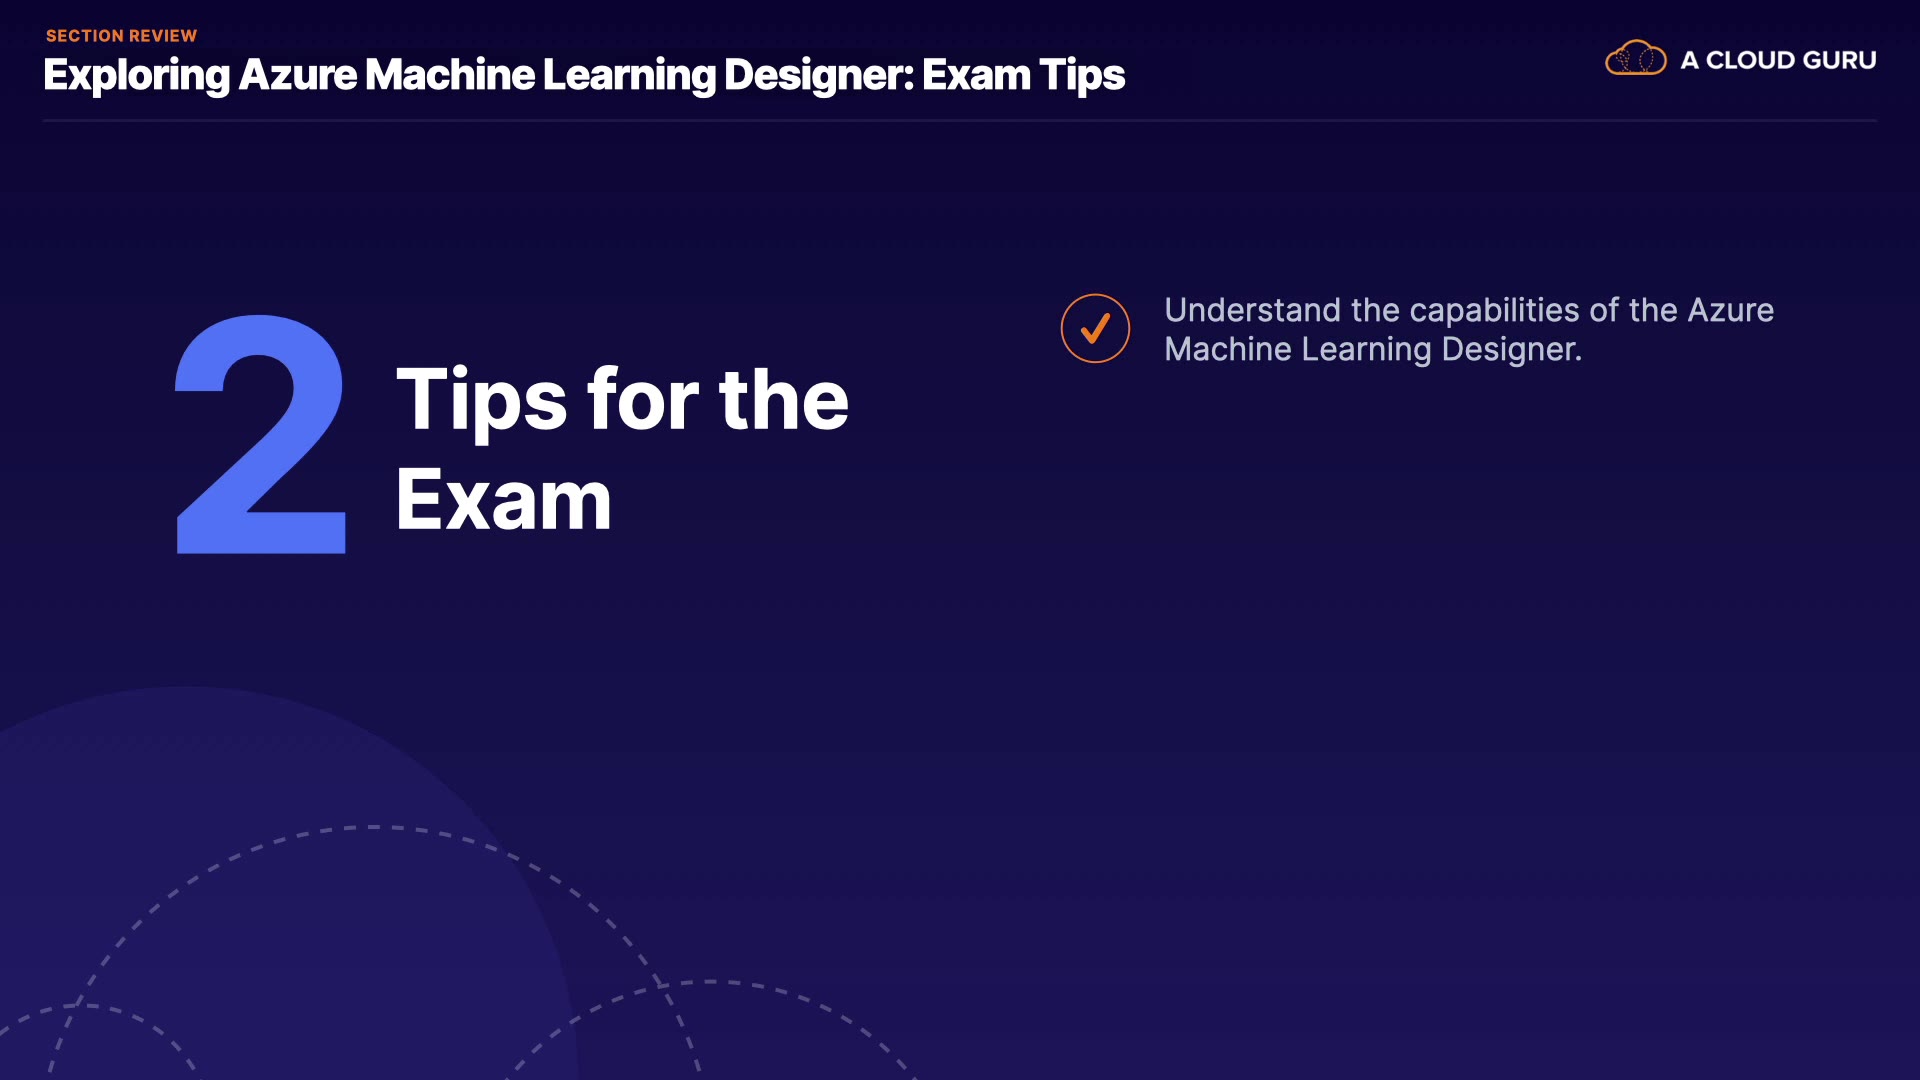 SECTION REVIEW
Exploring Azure Machine Learning Designer: Exam Tips
A CLOUD GURU
2
Tips for the
Exam
Understand the capabilities of the Azure
Machine Learning Designer.